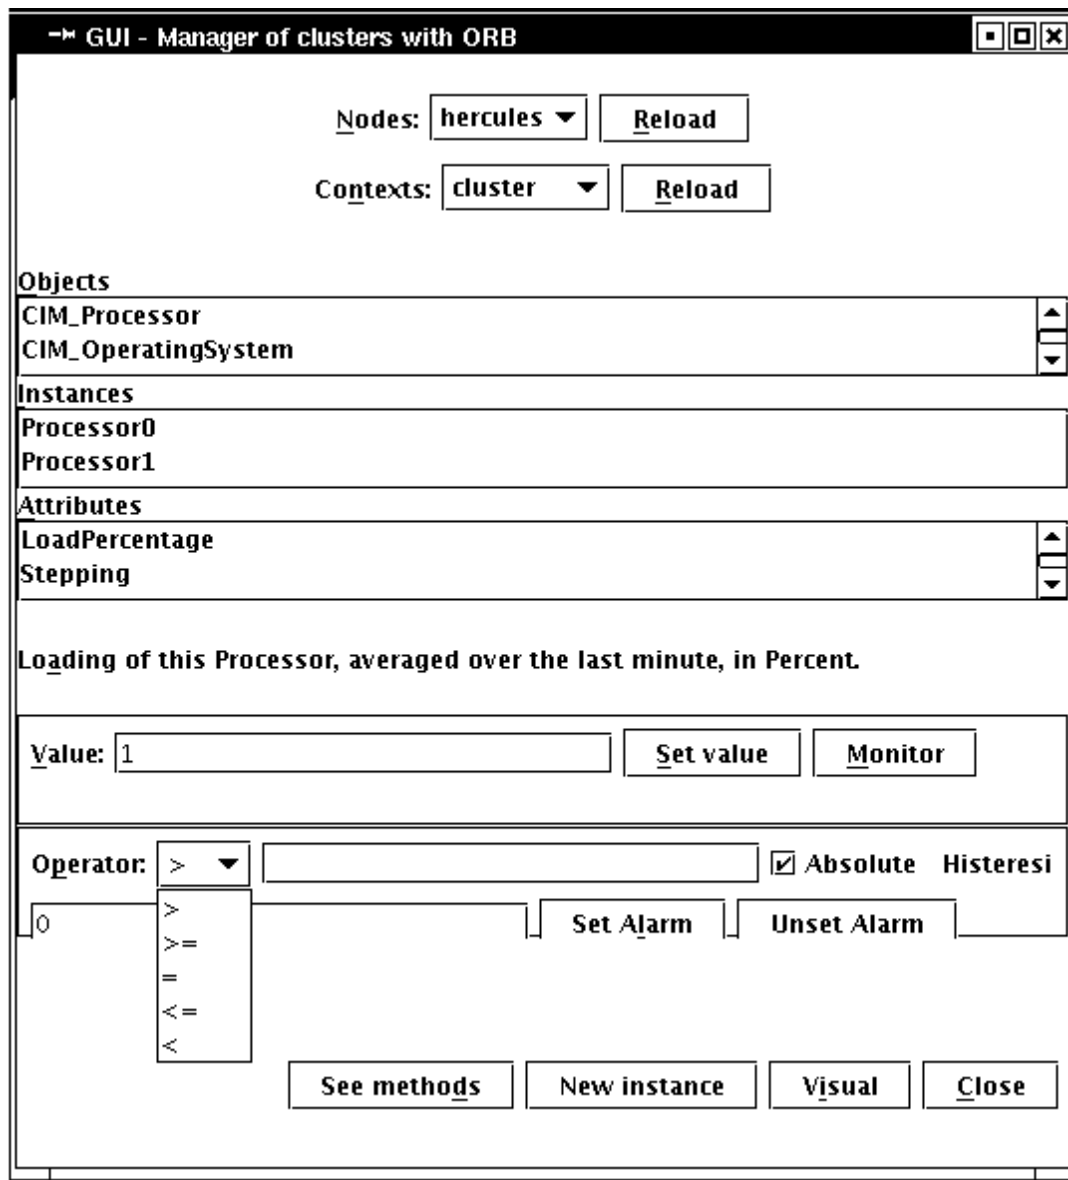 GUI - Manager of clusters with ORB
Nodes: hercules Reload
Contexts: cluster Reload
Objects
CIM_Processor
CIM_OperatingSystem
Instances
Processor0
Processor1
Attributes
LoadPercentage
Stepping
Loading of this Processor, averaged over the last minute, in Percent.
Value: 1 Set value Monitor
Operator: > Absolute Histeresi
0 > Set Alarm Unset Alarm
>=
=
<=
<
See methods New instance Visual Close